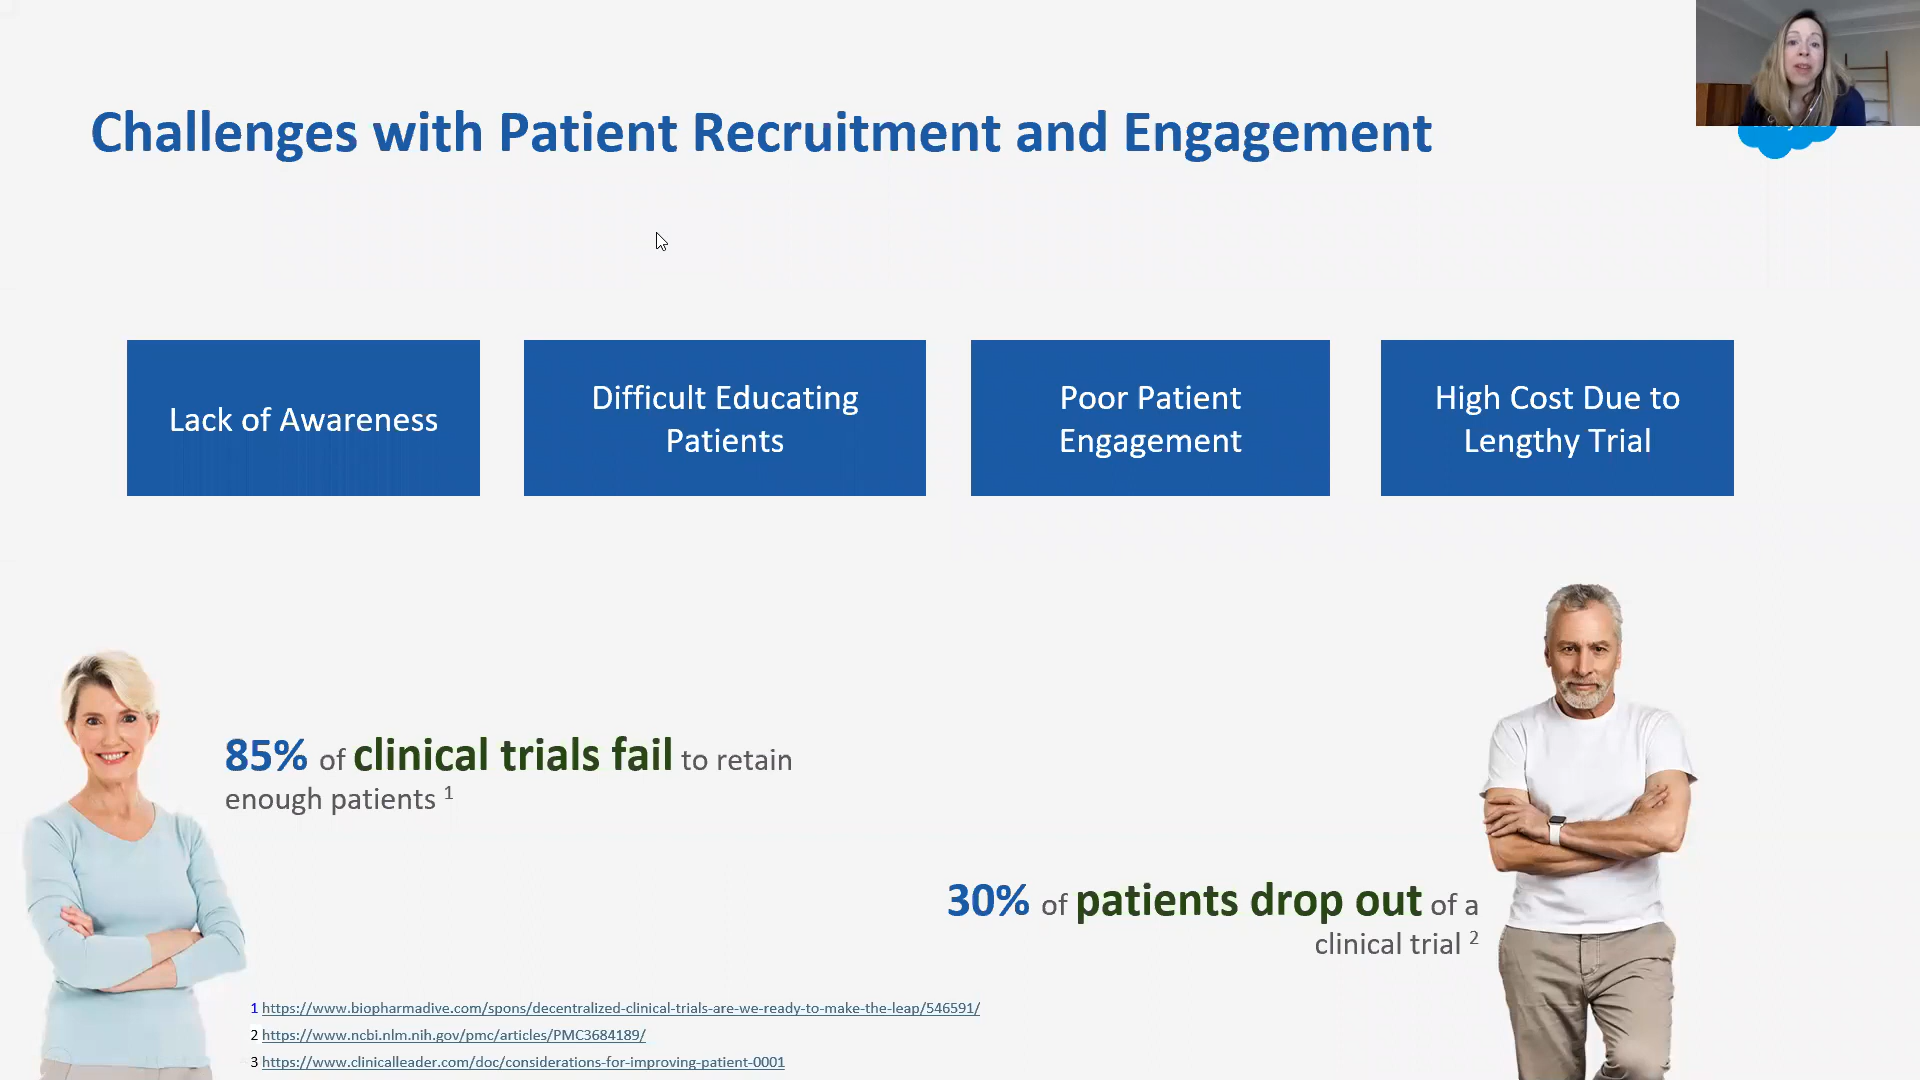 Challenges with Patient Recruitment and Engagement
Lack of Awareness
Difficult Educating
Patients
Poor Patient
Engagement
High Cost Due to
Lengthy Trial
85% of clinical trials fail to retain
enough patients 1
30% of patients drop out of a
clinical trial 2
1 https://www.biopharmadive.com/spons/decentralized-clinical-trials-are-we-ready-to-make-the-leap/546591/
2 https://www.ncbi.nlm.nih.gov/pmc/articles/PMC3684189/
3 https://www.clinicalleader.com/doc/considerations-for-improving-patient-0001